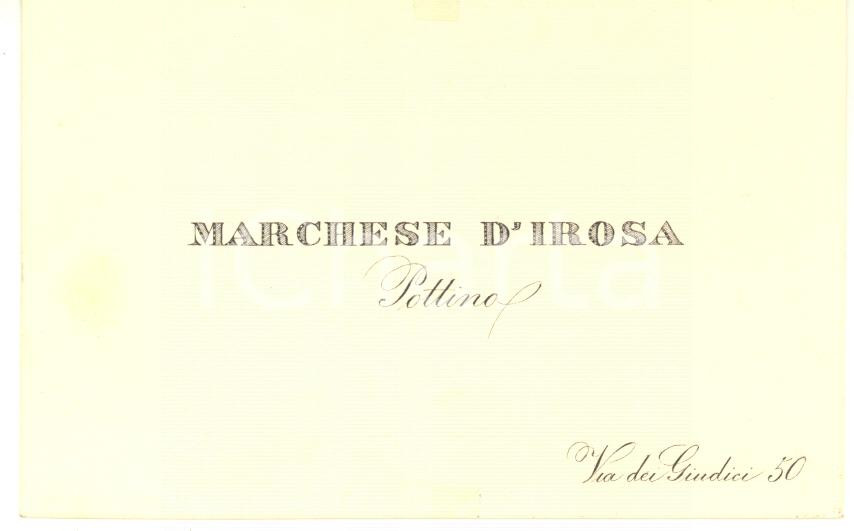 MARCHESE D'IROSA
Pottino
Via dei Giudici 50